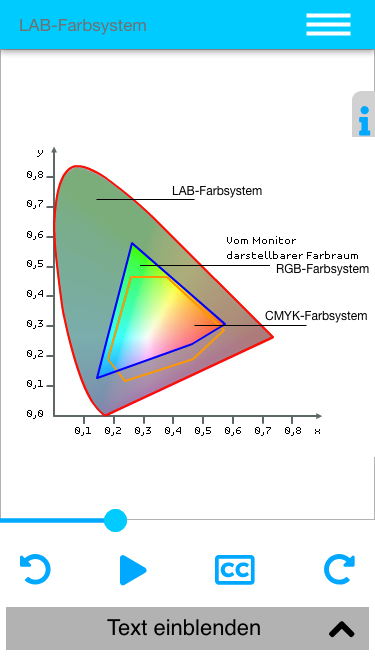 LAB-Farbsystem
i
y
0,8
LAB-Farbsystem
0,7
0,6
Vom Monitor
darstellbarer Farbraum
0,5
RGB-Farbsystem
0,4
CMYK-Farbsystem
0,3
0,2
0,1
0,0
0,1 0,2 0,3 0,4 0,5 0,6 0,7 0,8 x
CC
Text einblenden